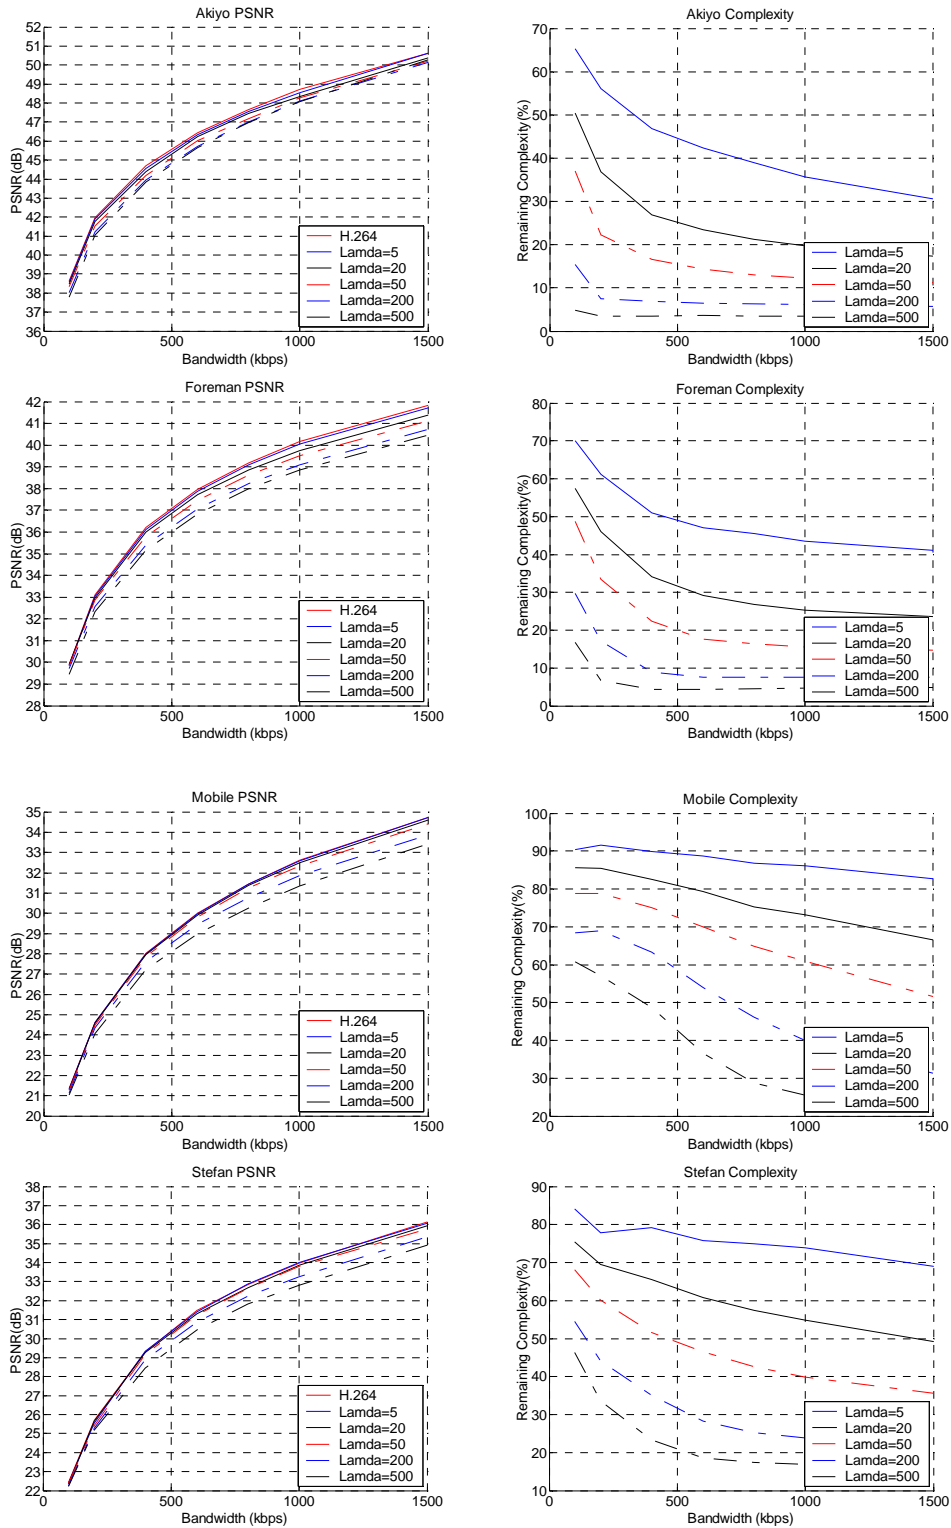 Akiyo PSNR
52
51
50
49
48
47
46
45
44
43
42
41
40
39
38
37
36
PSNR(dB)
H.264
Lamda=5
Lamda=20
Lamda=50
Lamda=200
Lamda=500
0
500
1000
1500
Bandwidth (kbps)
Akiyo Complexity
70
60
50
40
30
20
10
0
Remaining Complexity(%)
Lamda=5
Lamda=20
Lamda=50
Lamda=200
Lamda=500
0
500
1000
1500
Bandwidth (kbps)
Foreman PSNR
42
41
40
39
38
37
36
35
34
33
32
31
30
29
28
PSNR(dB)
H.264
Lamda=5
Lamda=20
Lamda=50
Lamda=200
Lamda=500
0
500
1000
1500
Bandwidth (kbps)
Foreman Complexity
80
70
60
50
40
30
20
10
0
Remaining Complexity(%)
Lamda=5
Lamda=20
Lamda=50
Lamda=200
Lamda=500
0
500
1000
1500
Bandwidth (kbps)
Mobile PSNR
35
34
33
32
31
30
29
28
27
26
25
24
23
22
21
20
PSNR(dB)
H.264
Lamda=5
Lamda=20
Lamda=50
Lamda=200
Lamda=500
0
500
1000
1500
Bandwidth (kbps)
Mobile Complexity
100
90
80
70
60
50
40
30
20
Remaining Complexity(%)
Lamda=5
Lamda=20
Lamda=50
Lamda=200
Lamda=500
0
500
1000
1500
Bandwidth (kbps)
Stefan PSNR
38
37
36
35
34
33
32
31
30
29
28
27
26
25
24
23
22
PSNR(dB)
H.264
Lamda=5
Lamda=20
Lamda=50
Lamda=200
Lamda=500
0
500
1000
1500
Bandwidth (kbps)
Stefan Complexity
90
80
70
60
50
40
30
20
10
Remaining Complexity(%)
Lamda=5
Lamda=20
Lamda=50
Lamda=200
Lamda=500
0
500
1000
1500
Bandwidth (kbps)